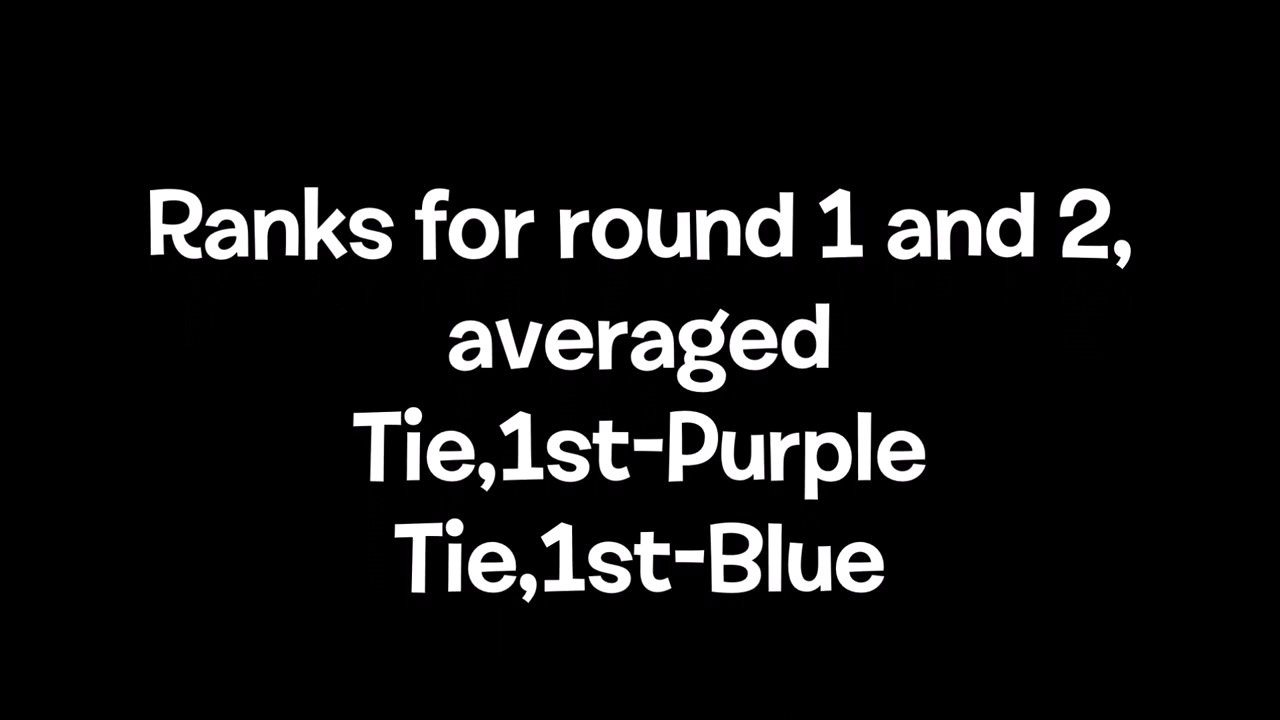 Ranks for round 1 and 2,
averaged
Tie,1st-Purple
Tie,1st-Blue